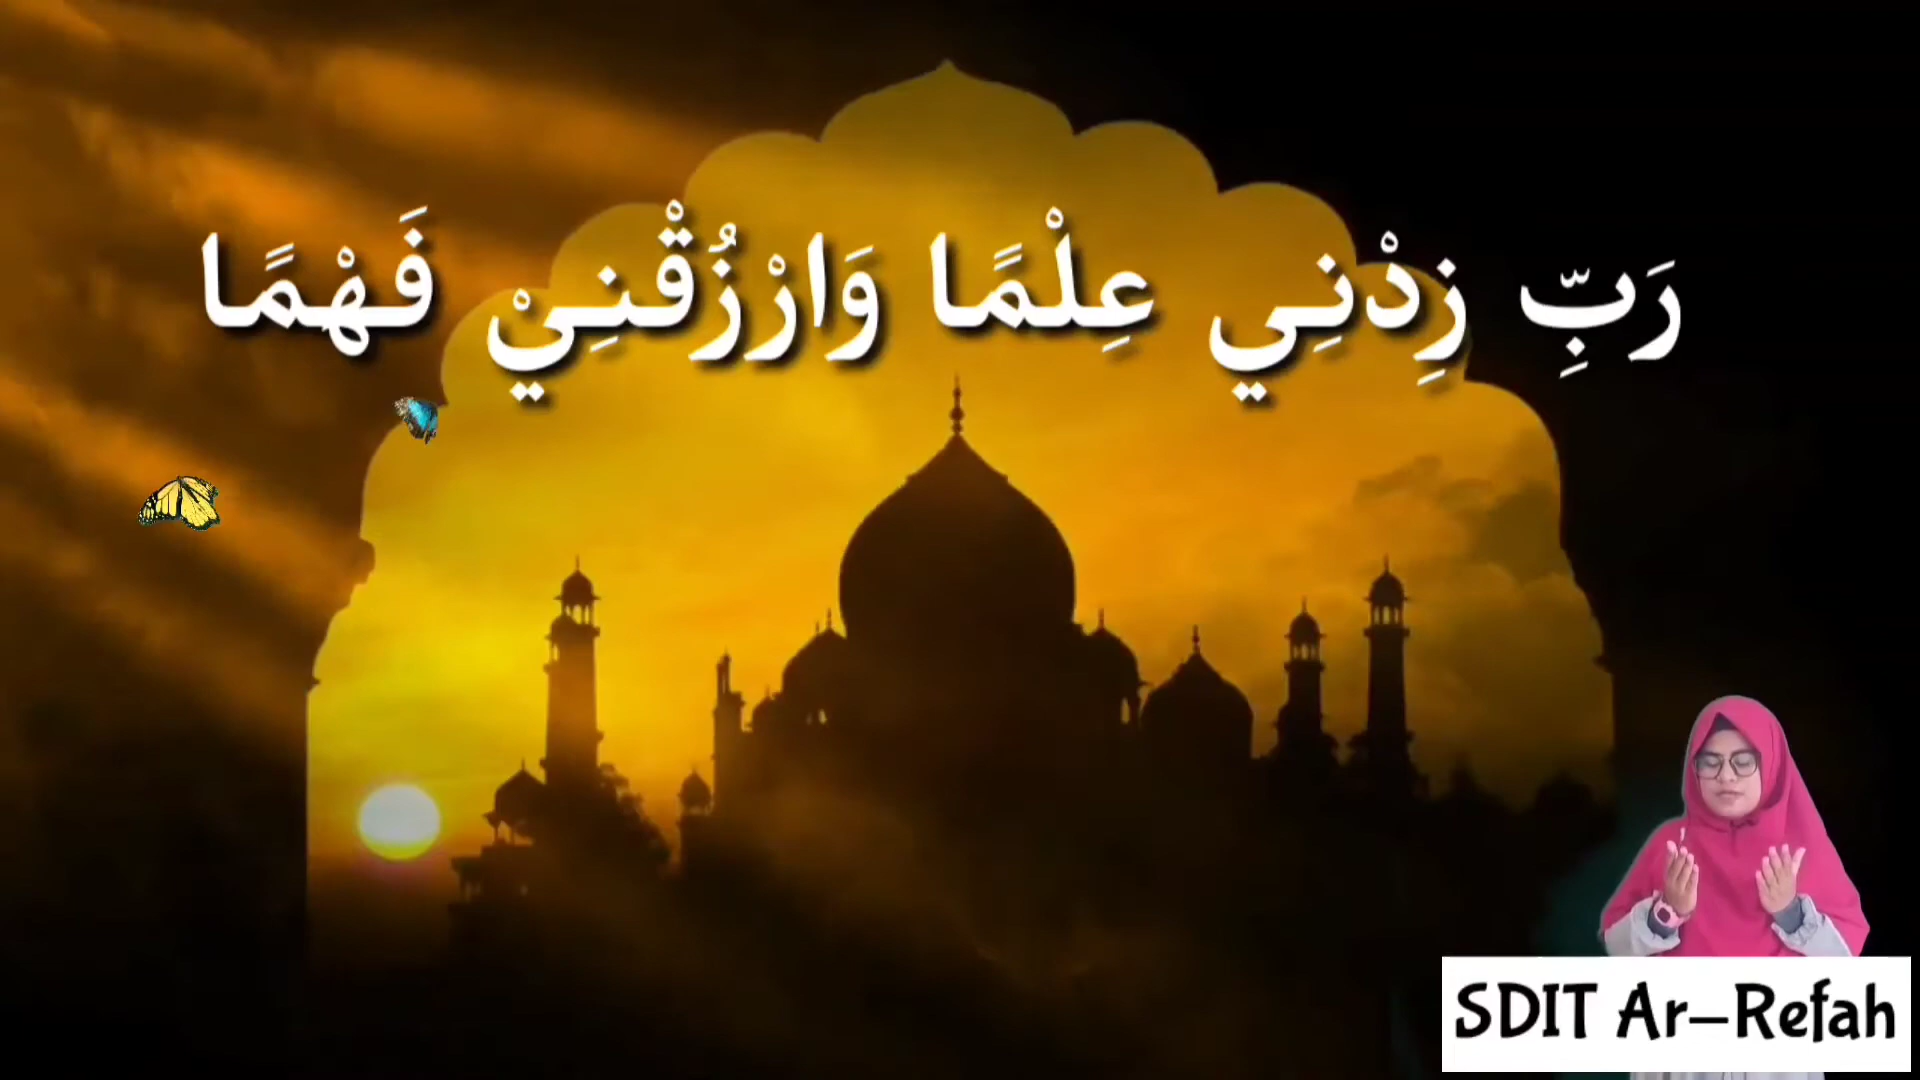 رَبِّ زِدْنِي عِلْمًا وَارْزُقْنِيْ فَهْمًا
SDIT Ar-Refah